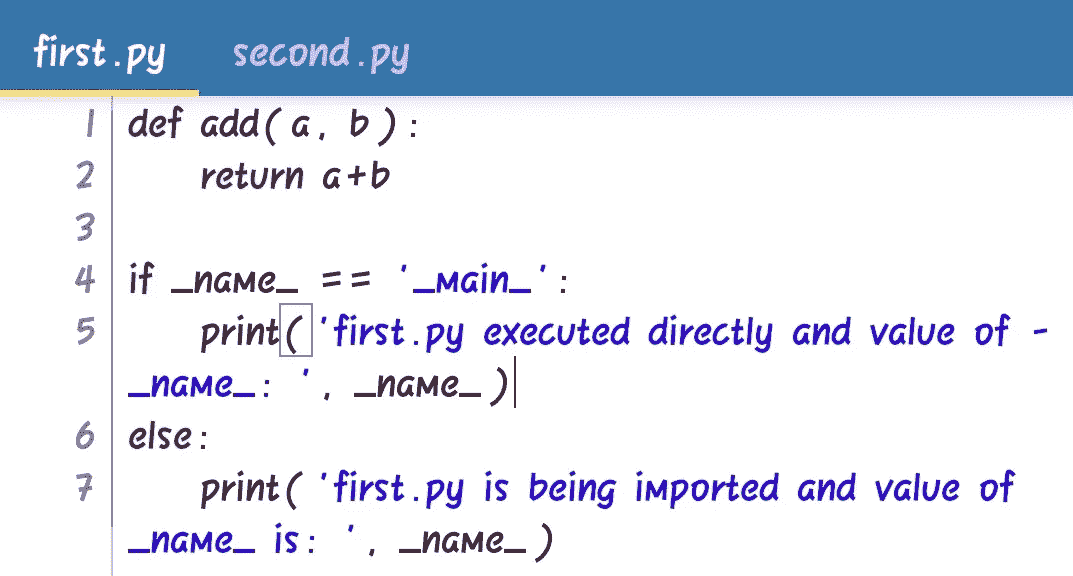 first.py second.py
1 def add(a, b):
2 return a+b
3
4 if _name_ == '_main_':
5 print('first.py executed directly and value of -
_name_: ', _name_)
6 else:
7 print('first.py is being imported and value of
_name_ is: ', _name_)